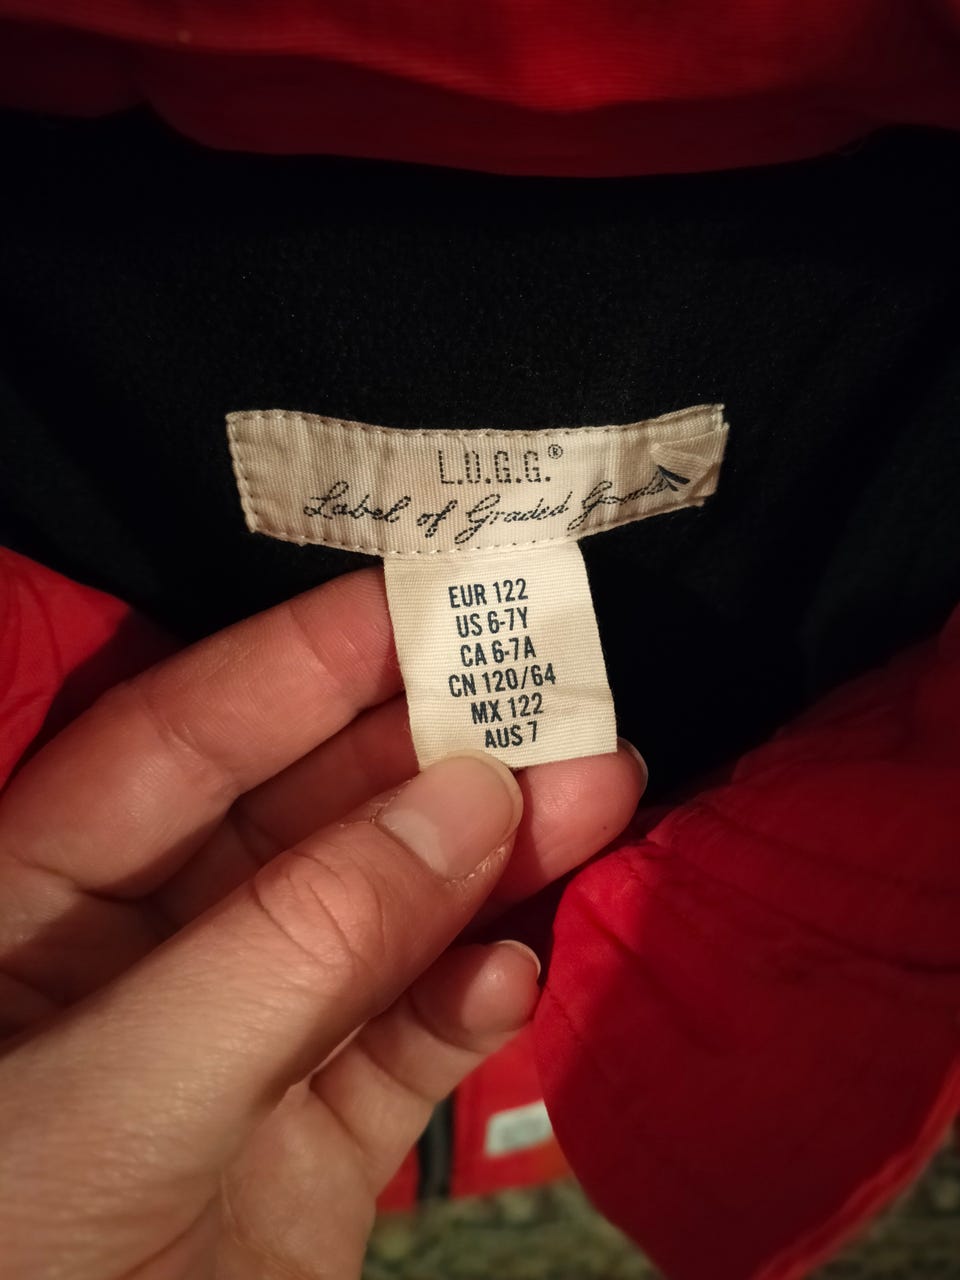 L.O.G.G.®
Label of Graded Goods
EUR 122
US 6-7Y
CA 6-7A
CN 120/64
MX 122
AUS 7